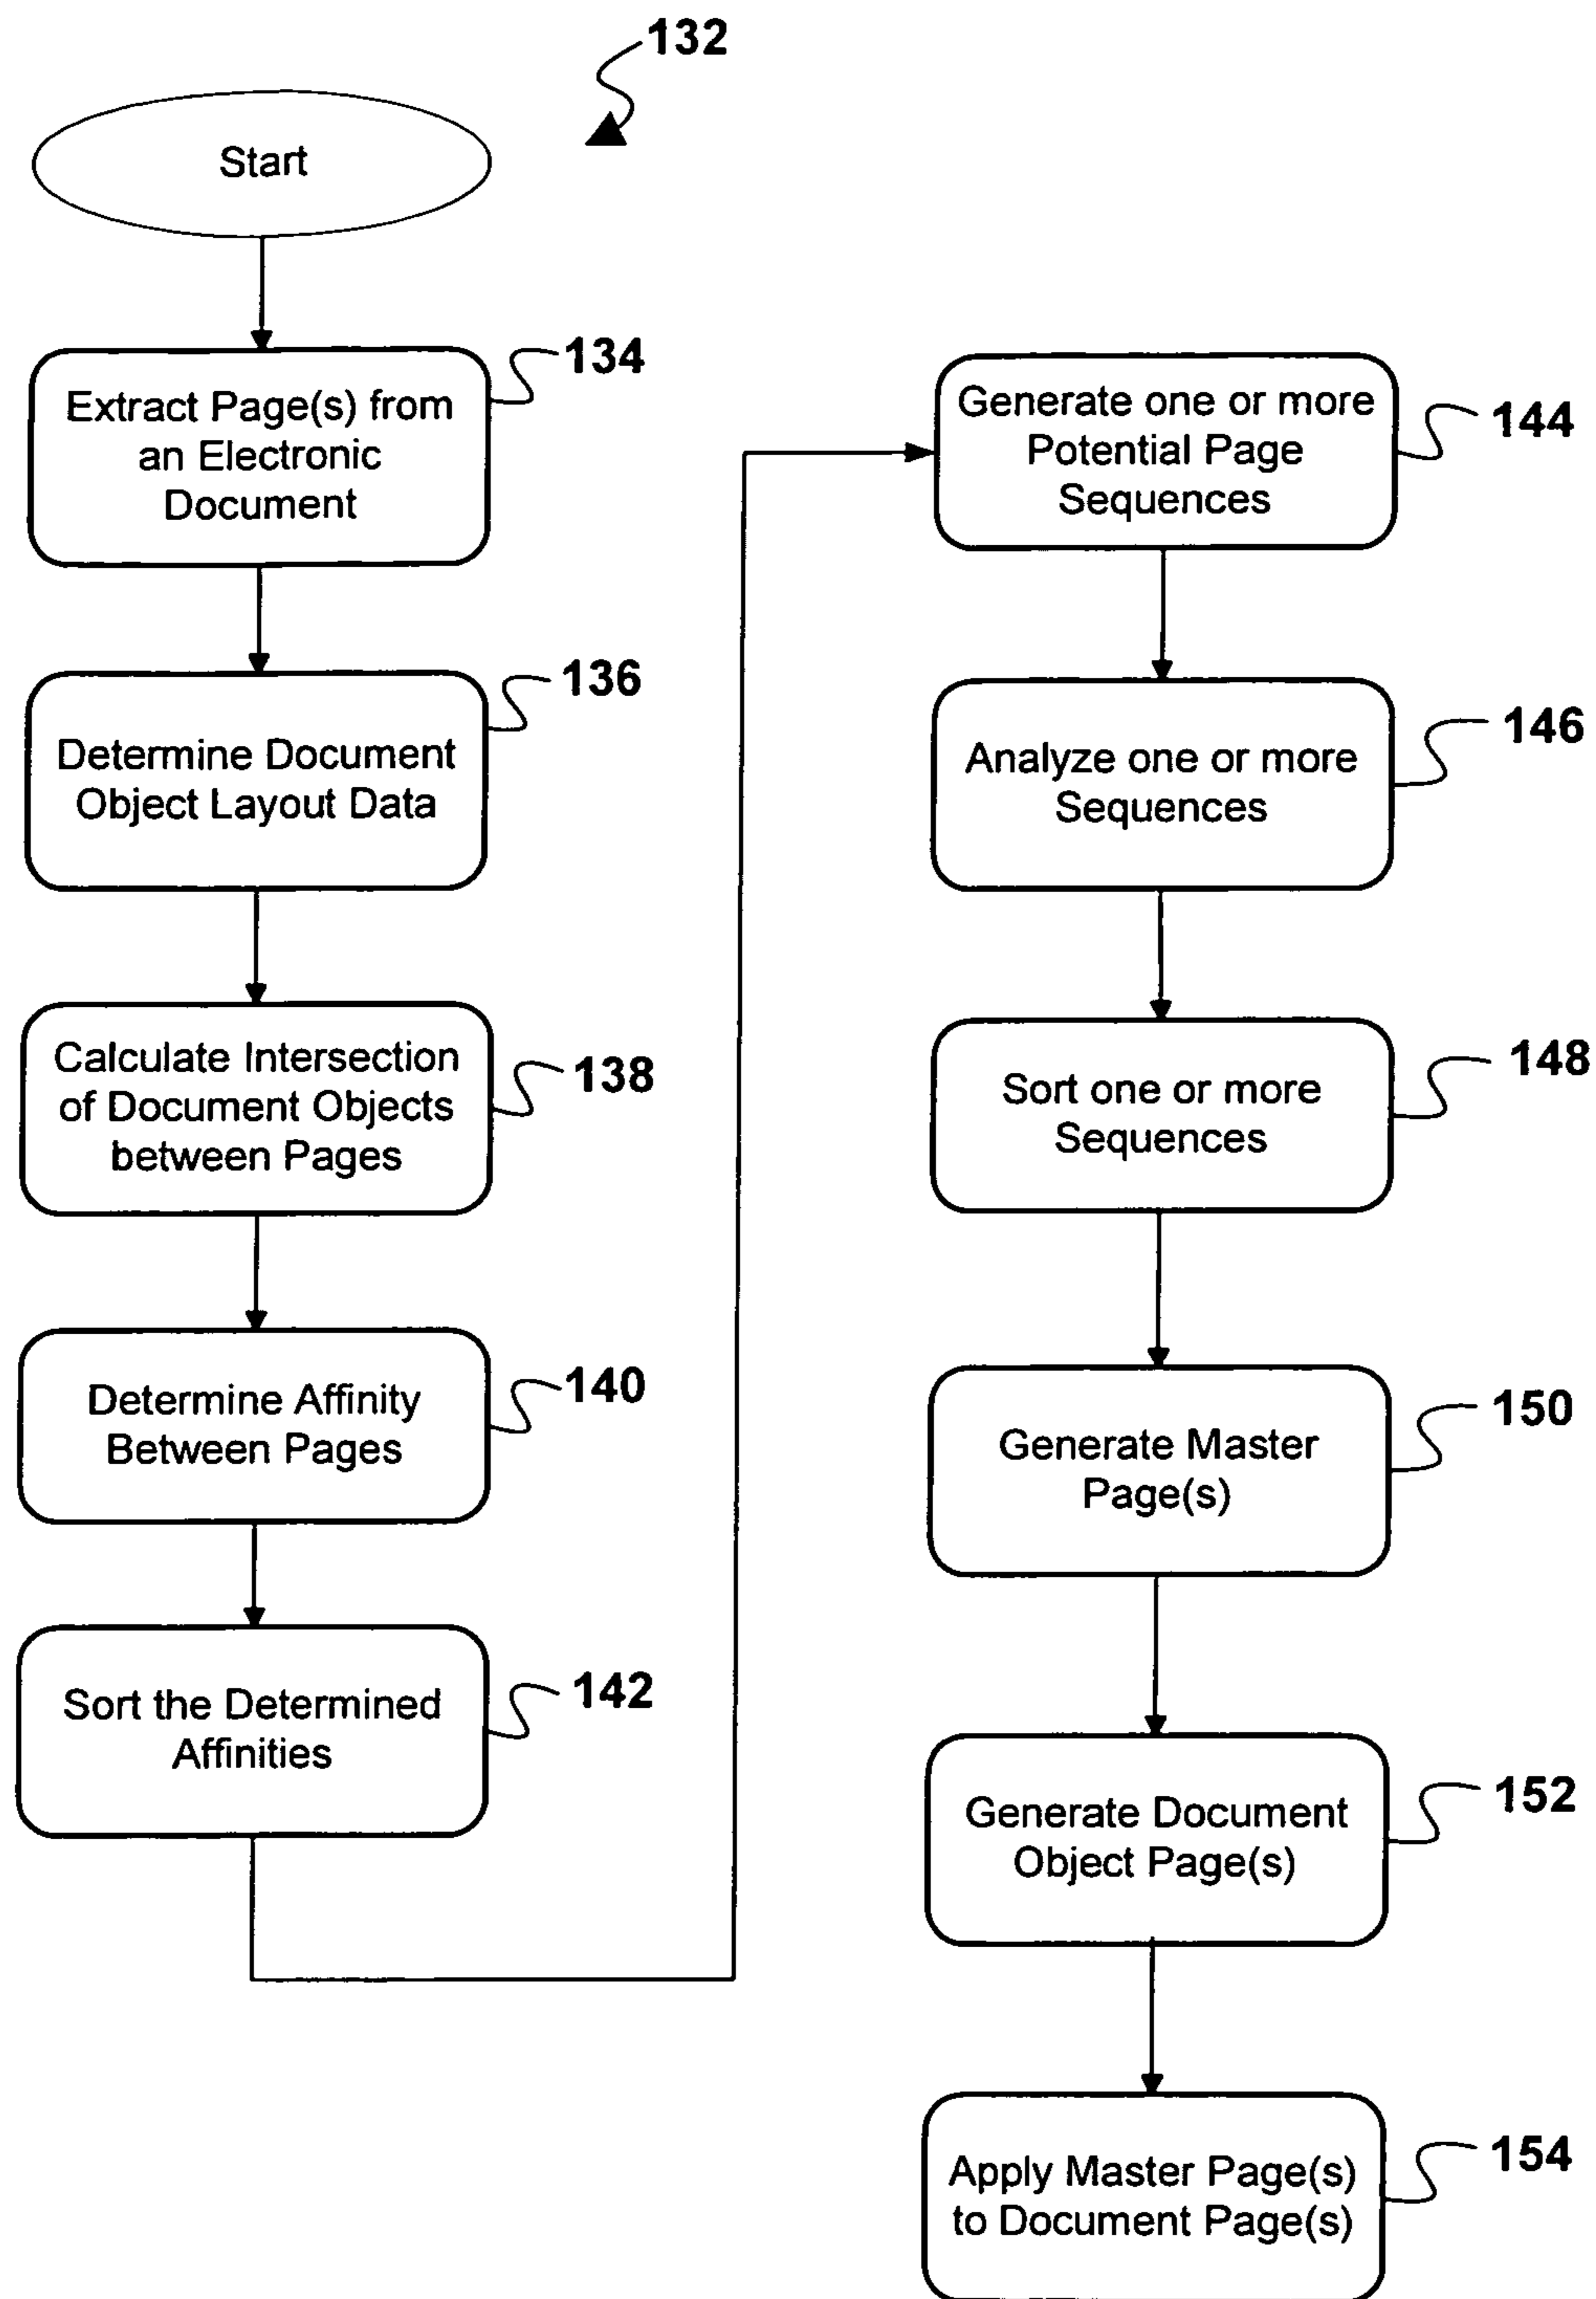 132
Start
134
Extract Page(s) from
an Electronic
Document
136
Determine Document
Object Layout Data
138
Calculate Intersection
of Document Objects
between Pages
140
Determine Affinity
Between Pages
142
Sort the Determined
Affinities
144
Generate one or more
Potential Page
Sequences
146
Analyze one or more
Sequences
148
Sort one or more
Sequences
150
Generate Master
Page(s)
152
Generate Document
Object Page(s)
154
Apply Master Page(s)
to Document Page(s)